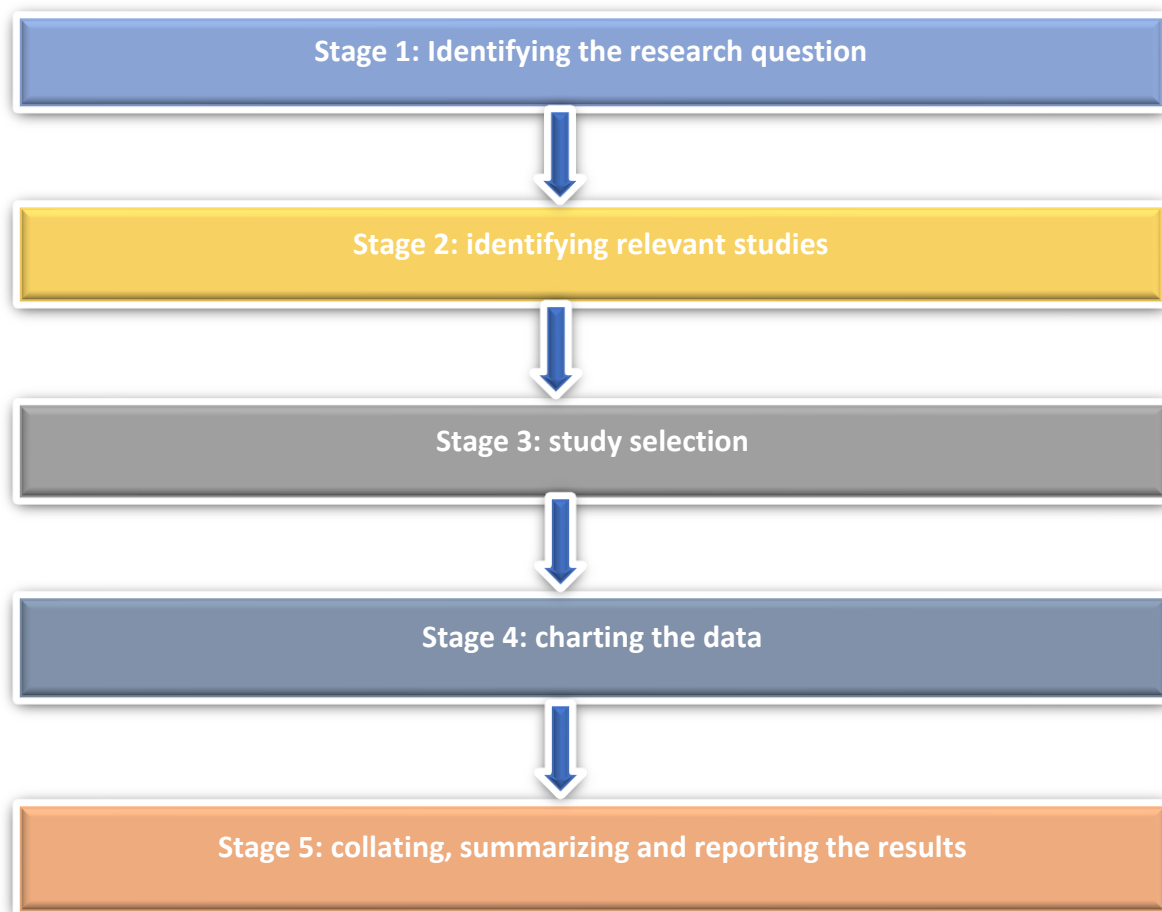 Stage 1: Identifying the research question
Stage 2: identifying relevant studies
Stage 3: study selection
Stage 4: charting the data
Stage 5: collating, summarizing and reporting the results